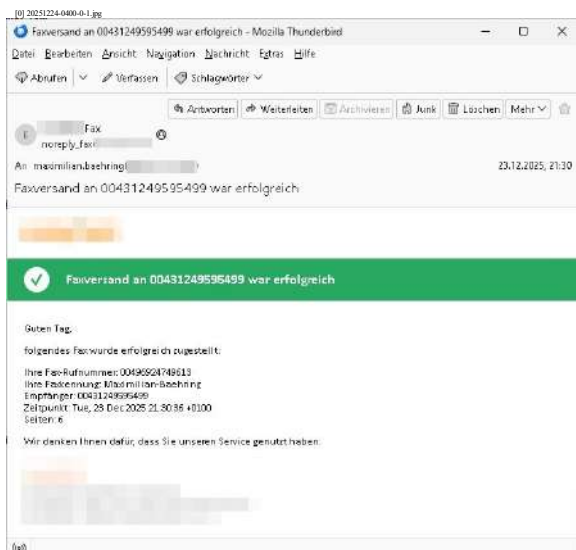 [0] 20251224-0400-0-1.jpg
Faxversand an 00431249595499 war erfolgreich - Mozilla Thunderbird
Datei Bearbeiten Ansicht Navigation Nachricht Extras Hilfe
Abrufen Verfassen Schlagwörter
Antworten Weiterleiten Archivieren Junk Löschen Mehr
E Fax
noreply_fax
An maximilian.baehring 23.12.2025, 21:30
Faxversand an 00431249595499 war erfolgreich
Faxversand an 00431249595499 war erfolgreich
Guten Tag,
folgendes Fax wurde erfolgreich zugestellt:
Ihre Fax-Rufnummer: 00496924749613
Ihre Faxkennung: Maximilian-Baehring
Empfänger: 00431249595499
Zeitpunkt: Tue, 23 Dec 2025 21:30:36 +0100
Seiten: 6
Wir danken Ihnen dafür, dass Sie unseren Service genutzt haben.